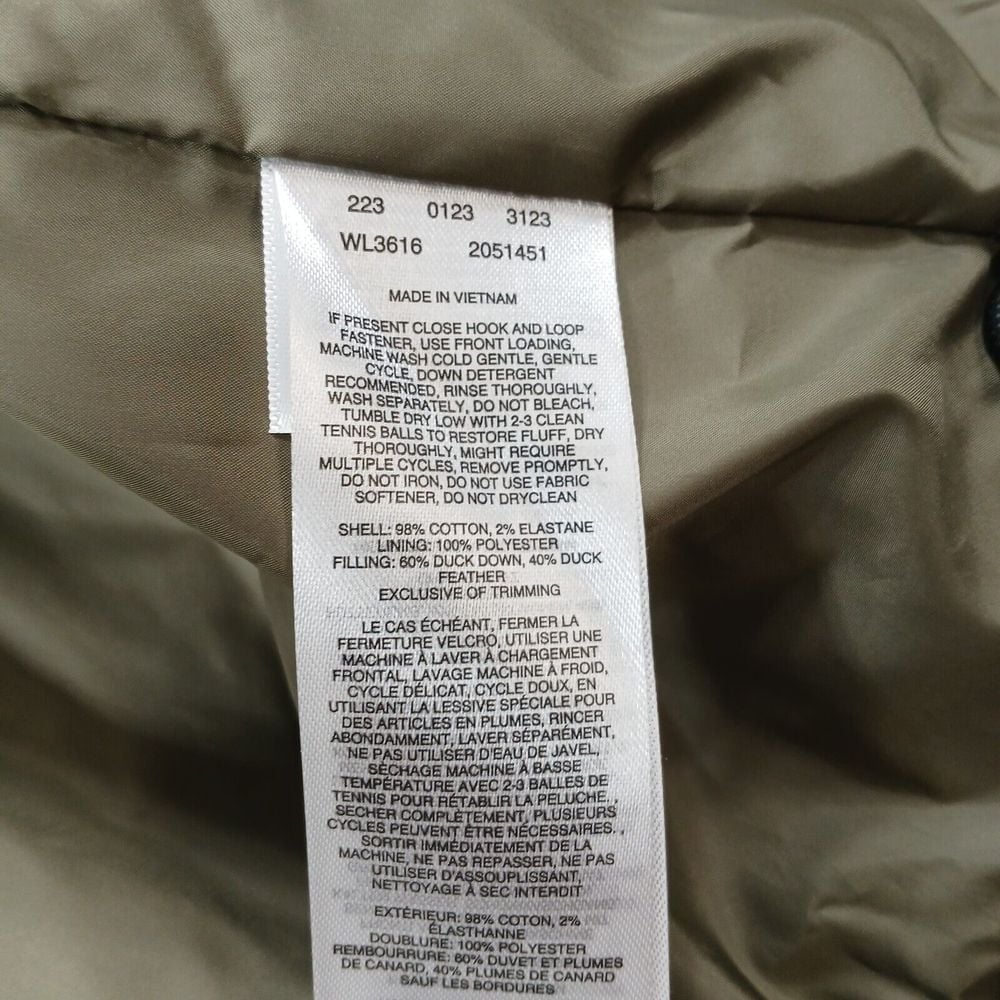 223 0123 3123
WL3616 2051451
MADE IN VIETNAM
IF PRESENT CLOSE HOOK AND LOOP
FASTENER, USE FRONT LOADING,
MACHINE WASH COLD GENTLE, GENTLE
CYCLE, DOWN DETERGENT
RECOMMENDED, RINSE THOROUGHLY,
WASH SEPARATELY, DO NOT BLEACH,
TUMBLE DRY LOW WITH 2-3 CLEAN
TENNIS BALLS TO RESTORE FLUFF, DRY
THOROUGHLY, MIGHT REQUIRE
MULTIPLE CYCLES, REMOVE PROMPTLY,
DO NOT IRON, DO NOT USE FABRIC
SOFTENER, DO NOT DRYCLEAN
SHELL: 98% COTTON, 2% ELASTANE
LINING: 100% POLYESTER
FILLING: 60% DUCK DOWN, 40% DUCK
FEATHER
EXCLUSIVE OF TRIMMING
LE CAS ÉCHÉANT, FERMER LA
FERMETURE VELCRO, UTILISER UNE
MACHINE À LAVER À CHARGEMENT
FRONTAL, LAVAGE MACHINE À FROID,
CYCLE DÉLICAT, CYCLE DOUX, EN
UTILISANT LA LESSIVE SPÉCIALE POUR
DES ARTICLES EN PLUMES, RINCER
ABONDAMMENT, LAVER SÉPARÉMENT,
NE PAS UTILISER D'EAU DE JAVEL,
SÉCHAGE MACHINE À BASSE
TEMPÉRATURE AVEC 2-3 BALLES DE
TENNIS POUR RÉTABLIR LA PELUCHE ,
SECHER COMPLÈTEMENT, PLUSIEURS
CYCLES PEUVENT ÊTRE NÉCESSAIRES. ,
SORTIR IMMÉDIATEMENT DE LA
MACHINE, NE PAS REPASSER, NE PAS
UTILISER D'ASSOUPLISSANT,
NETTOYAGE À SEC INTERDIT
EXTÉRIEUR: 98% COTON, 2%
ÉLASTHANNE
DOUBLURE: 100% POLYESTER
REMBOURRURE: 60% DUVET ET PLUMES
DE CANARD, 40% PLUMES DE CANARD
SAUF LES BORDURES